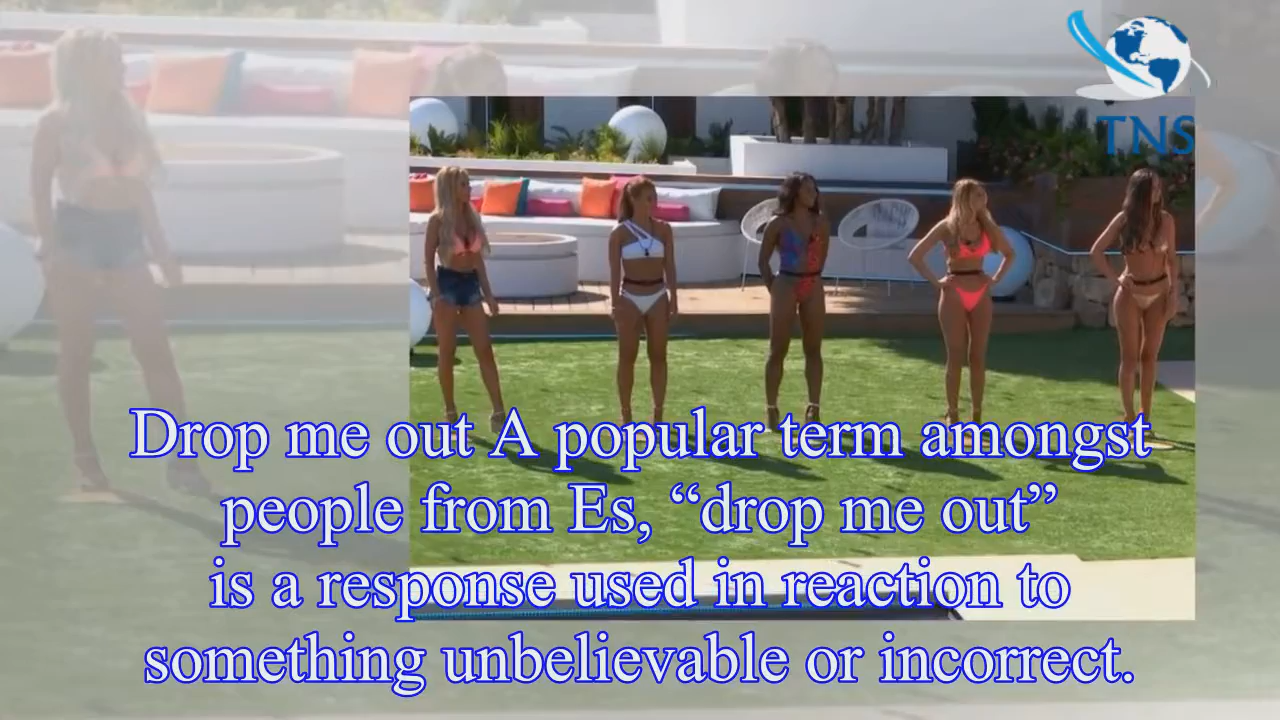 TNS
Drop me out A popular term amongst
people from Es, “drop me out”
is a response used in reaction to
something unbelievable or incorrect.